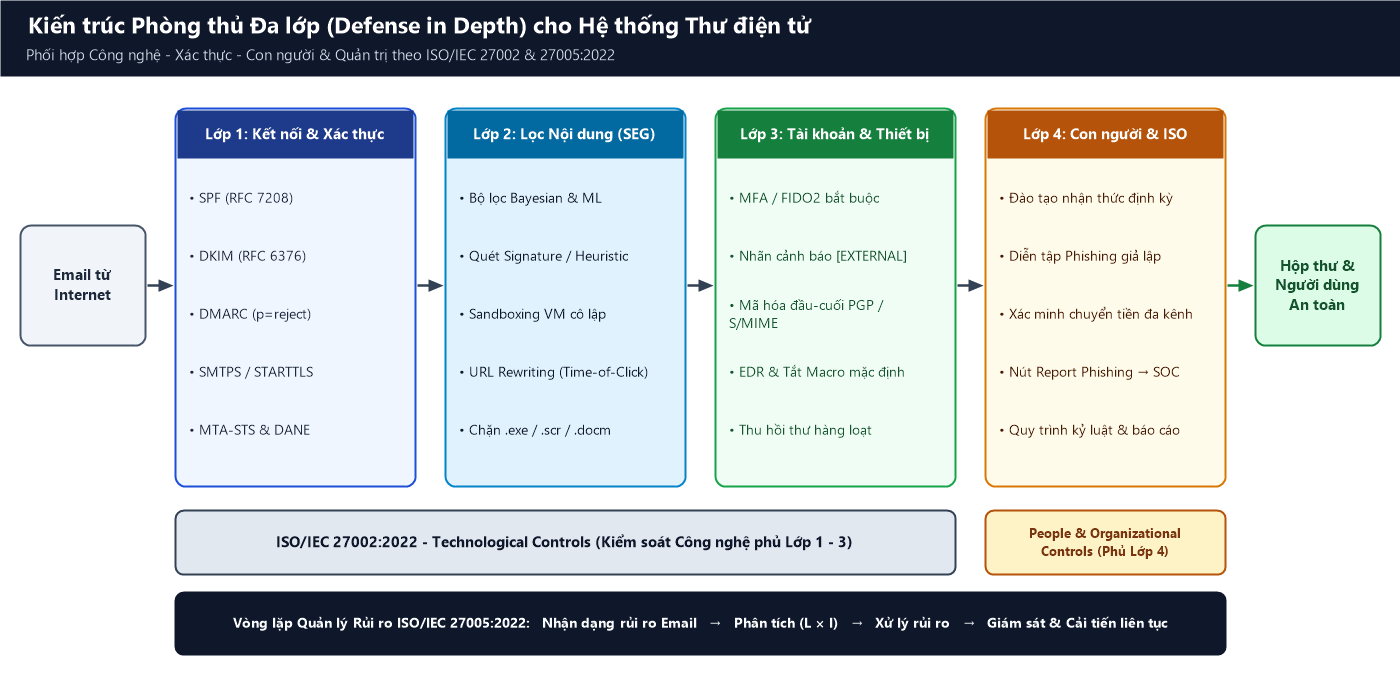 Kiến trúc Phòng thủ Đa lớp (Defense in Depth) cho Hệ thống Thư điện tử
Phối hợp Công nghệ - Xác thực - Con người & Quản trị theo ISO/IEC 27002 & 27005:2022
Email từ
Internet
Lớp 1: Kết nối & Xác thực
• SPF (RFC 7208)
• DKIM (RFC 6376)
• DMARC (p=reject)
• SMTPS / STARTTLS
• MTA-STS & DANE
Lớp 2: Lọc Nội dung (SEG)
• Bộ lọc Bayesian & ML
• Quét Signature / Heuristic
• Sandboxing VM cô lập
• URL Rewriting (Time-of-Click)
• Chặn .exe / .scr / .docm
Lớp 3: Tài khoản & Thiết bị
• MFA / FIDO2 bắt buộc
• Nhãn cảnh báo [EXTERNAL]
• Mã hóa đầu-cuối PGP /
S/MIME
• EDR & Tắt Macro mặc định
• Thu hồi thư hàng loạt
Lớp 4: Con người & ISO
• Đào tạo nhận thức định kỳ
• Diễn tập Phishing giả lập
• Xác minh chuyển tiền đa kênh
• Nút Report Phishing → SOC
• Quy trình kỷ luật & báo cáo
Hộp thư &
Người dùng
An toàn
ISO/IEC 27002:2022 - Technological Controls (Kiểm soát Công nghệ phủ Lớp 1 - 3)
People & Organizational
Controls (Phủ Lớp 4)
Vòng lặp Quản lý Rủi ro ISO/IEC 27005:2022: Nhận dạng rủi ro Email → Phân tích (L × I) → Xử lý rủi ro → Giám sát & Cải tiến liên tục